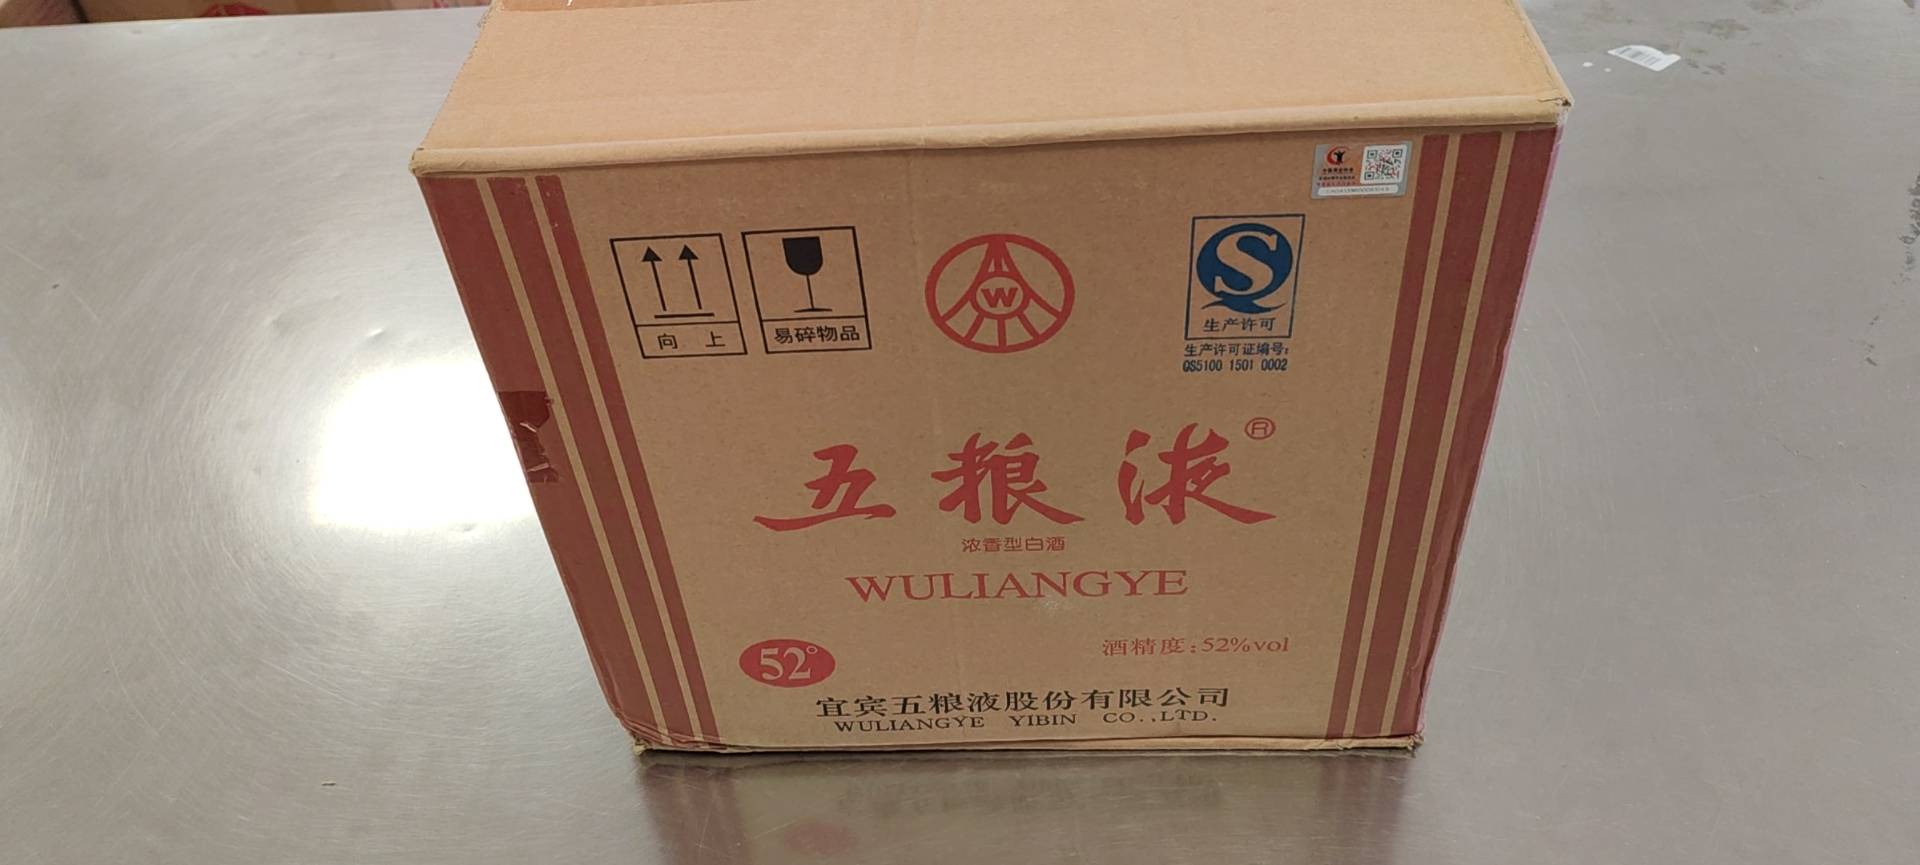 向 上
易碎物品
W
S
生产许可
生产许可证编号:
QS5100 1501 0002
五粮液®
浓香型白酒
WULIANGYE
52°
酒精度:52%vol
宜宾五粮液股份有限公司
WULIANGYE YIBIN CO.,LTD.